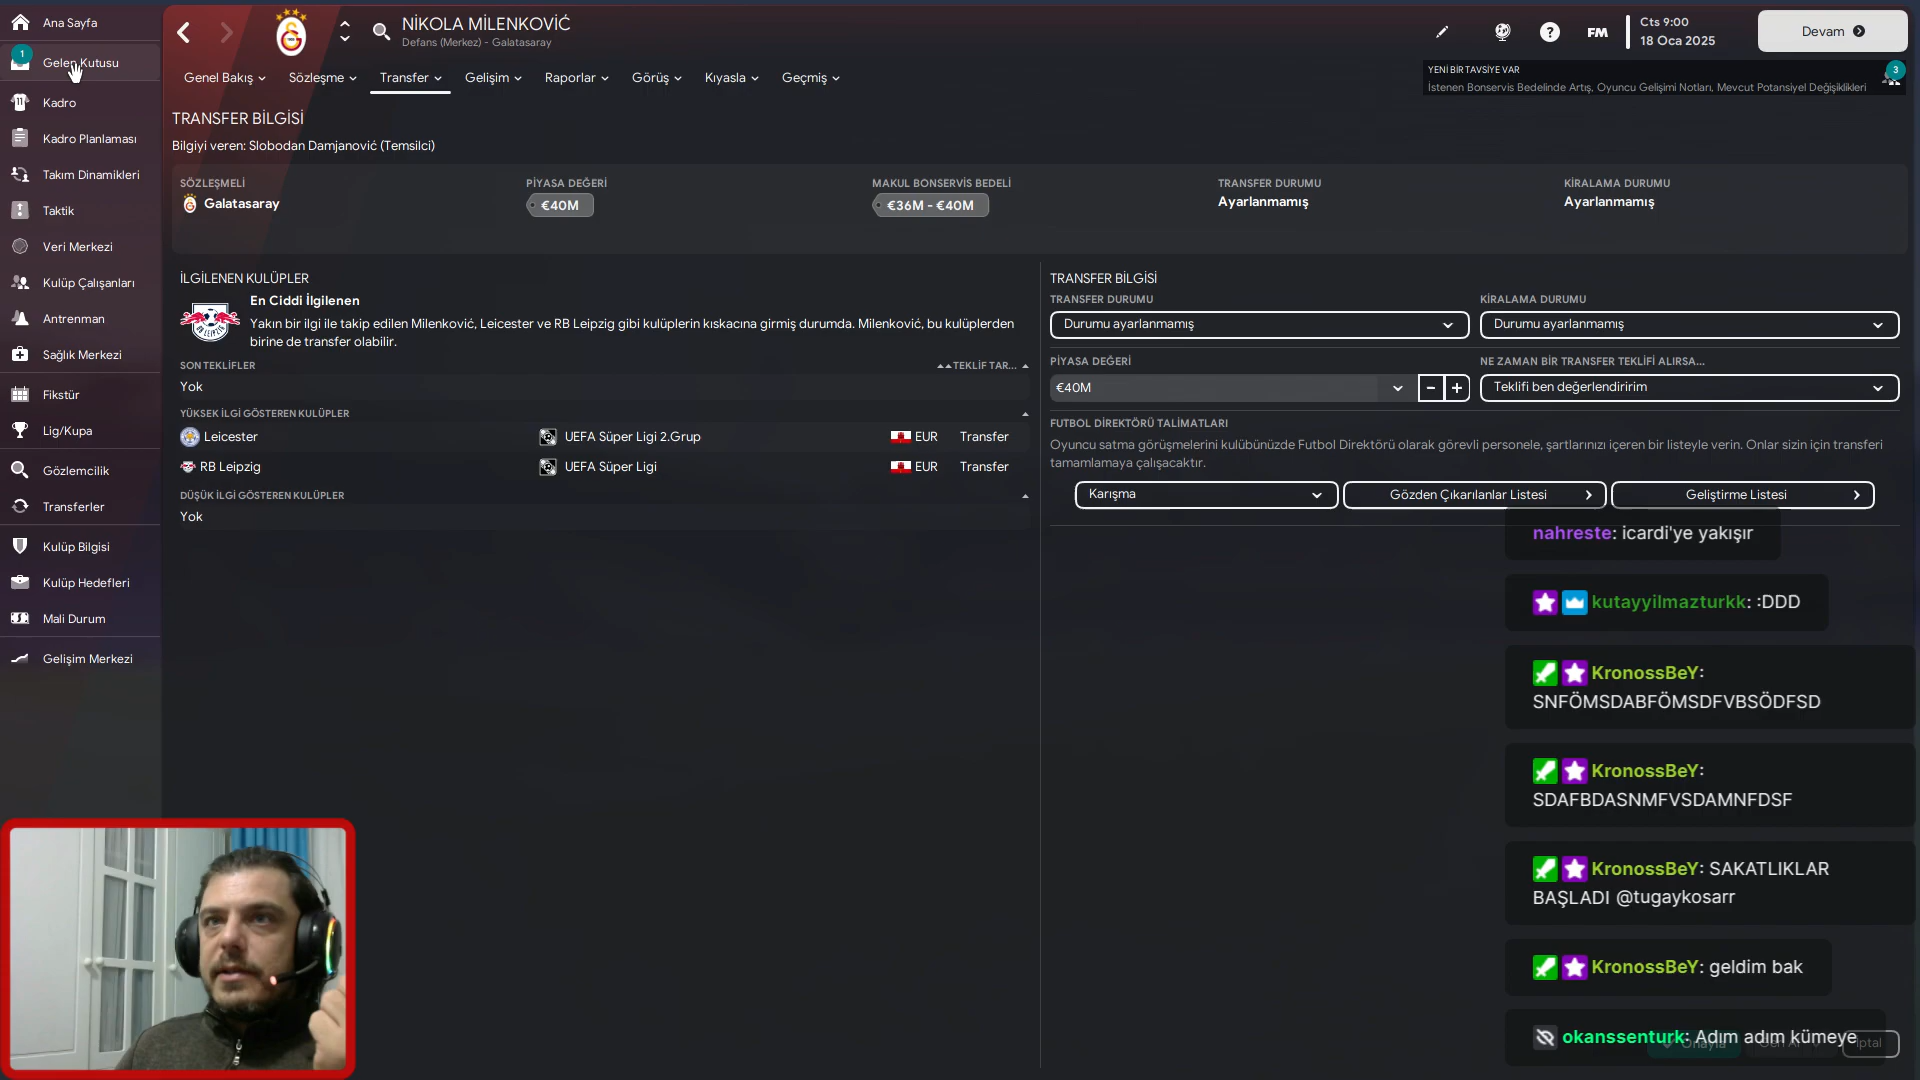 Ana Sayfa
1
Gelen Kutusu
Kadro
Kadro Planlaması
Takım Dinamikleri
Taktik
Veri Merkezi
Kulüp Çalışanları
Antrenman
Sağlık Merkezi
Fikstür
Lig/Kupa
Gözlemcilik
Transferler
Kulüp Bilgisi
Kulüp Hedefleri
Mali Durum
Gelişim Merkezi
NİKOLA MİLENKOVIĆ
Defans (Merkez) - Galatasaray
FM
Cts 9:00
18 Oca 2025
Devam
Genel Bakış
Sözleşme
Transfer
Gelişim
Raporlar
Görüş
Kıyasla
Geçmiş
YENİ BİR TAVSİYE VAR
3
İstenen Bonservis Bedelinde Artış, Oyuncu Gelişimi Notları, Mevcut Potansiyel Değişiklikleri
TRANSFER BİLGİSİ
Bilgiyi veren: Slobodan Damjanović (Temsilci)
SÖZLEŞMELİ
Galatasaray
PİYASA DEĞERİ
€40M
MAKUL BONSERVİS BEDELİ
€36M - €40M
TRANSFER DURUMU
Ayarlanmamış
KİRALAMA DURUMU
Ayarlanmamış
İLGİLENEN KULÜPLER
En Ciddi İlgilenen
Yakın bir ilgi ile takip edilen Milenković, Leicester ve RB Leipzig gibi kulüplerin kıskacına girmiş durumda. Milenković, bu kulüplerden
birine de transfer olabilir.
SON TEKLİFLER
TEKLİF TAR...
Yok
YÜKSEK İLGİ GÖSTEREN KULÜPLER
Leicester
UEFA Süper Ligi 2.Grup
EUR
Transfer
RB Leipzig
UEFA Süper Ligi
EUR
Transfer
DÜŞÜK İLGİ GÖSTEREN KULÜPLER
Yok
TRANSFER BİLGİSİ
TRANSFER DURUMU
Durumu ayarlanmamış
KİRALAMA DURUMU
Durumu ayarlanmamış
PİYASA DEĞERİ
€40M
NE ZAMAN BİR TRANSFER TEKLİFİ ALIRSA...
Teklifi ben değerlendiririm
FUTBOL DİREKTÖRÜ TALİMATLARI
Oyuncu satma görüşmelerini kulübünüzde Futbol Direktörü olarak görevli personele, şartlarınızı içeren bir listeyle verin. Onlar sizin için transferi
tamamlamaya çalışacaktır.
Karışma
Gözden Çıkarılanlar Listesi
Geliştirme Listesi
nahreste: icardi'ye yakışır
kutayyilmazturkk: :DDD
KronossBeY:
SNFÖMSDABFÖMSDFVBSÖDFSD
KronossBeY:
SDAFBDASNMFVSDAMNFDSF
KronossBeY: SAKATLIKLAR
BAŞLADI @tugaykosarr
KronossBeY: geldim bak
okanssenturk: Adım adım kümeye